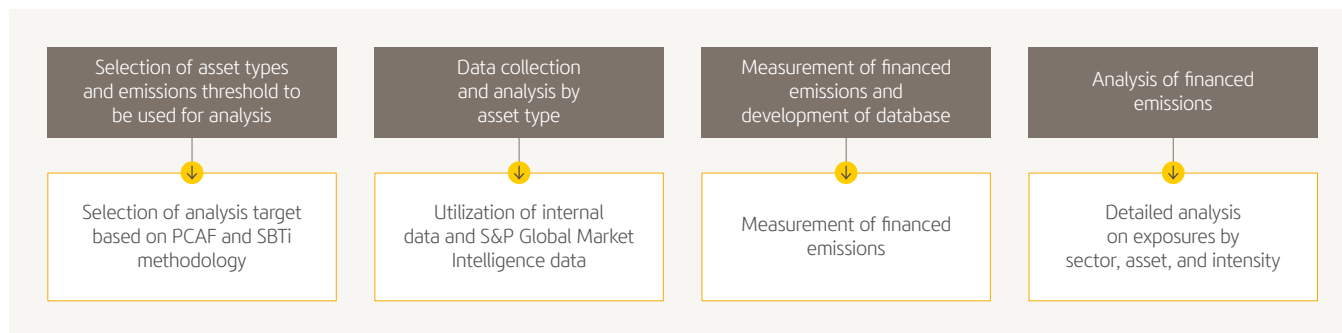 Selection of asset types
and emissions threshold to
be used for analysis
Selection of analysis target
based on PCAF and SBTi
methodology
Data collection
and analysis by
asset type
Utilization of internal
data and S&P Global Market
Intelligence data
Measurement of financed
emissions and
development of database
Measurement of financed
emissions
Analysis of financed
emissions
Detailed analysis
on exposures by
sector, asset, and intensity